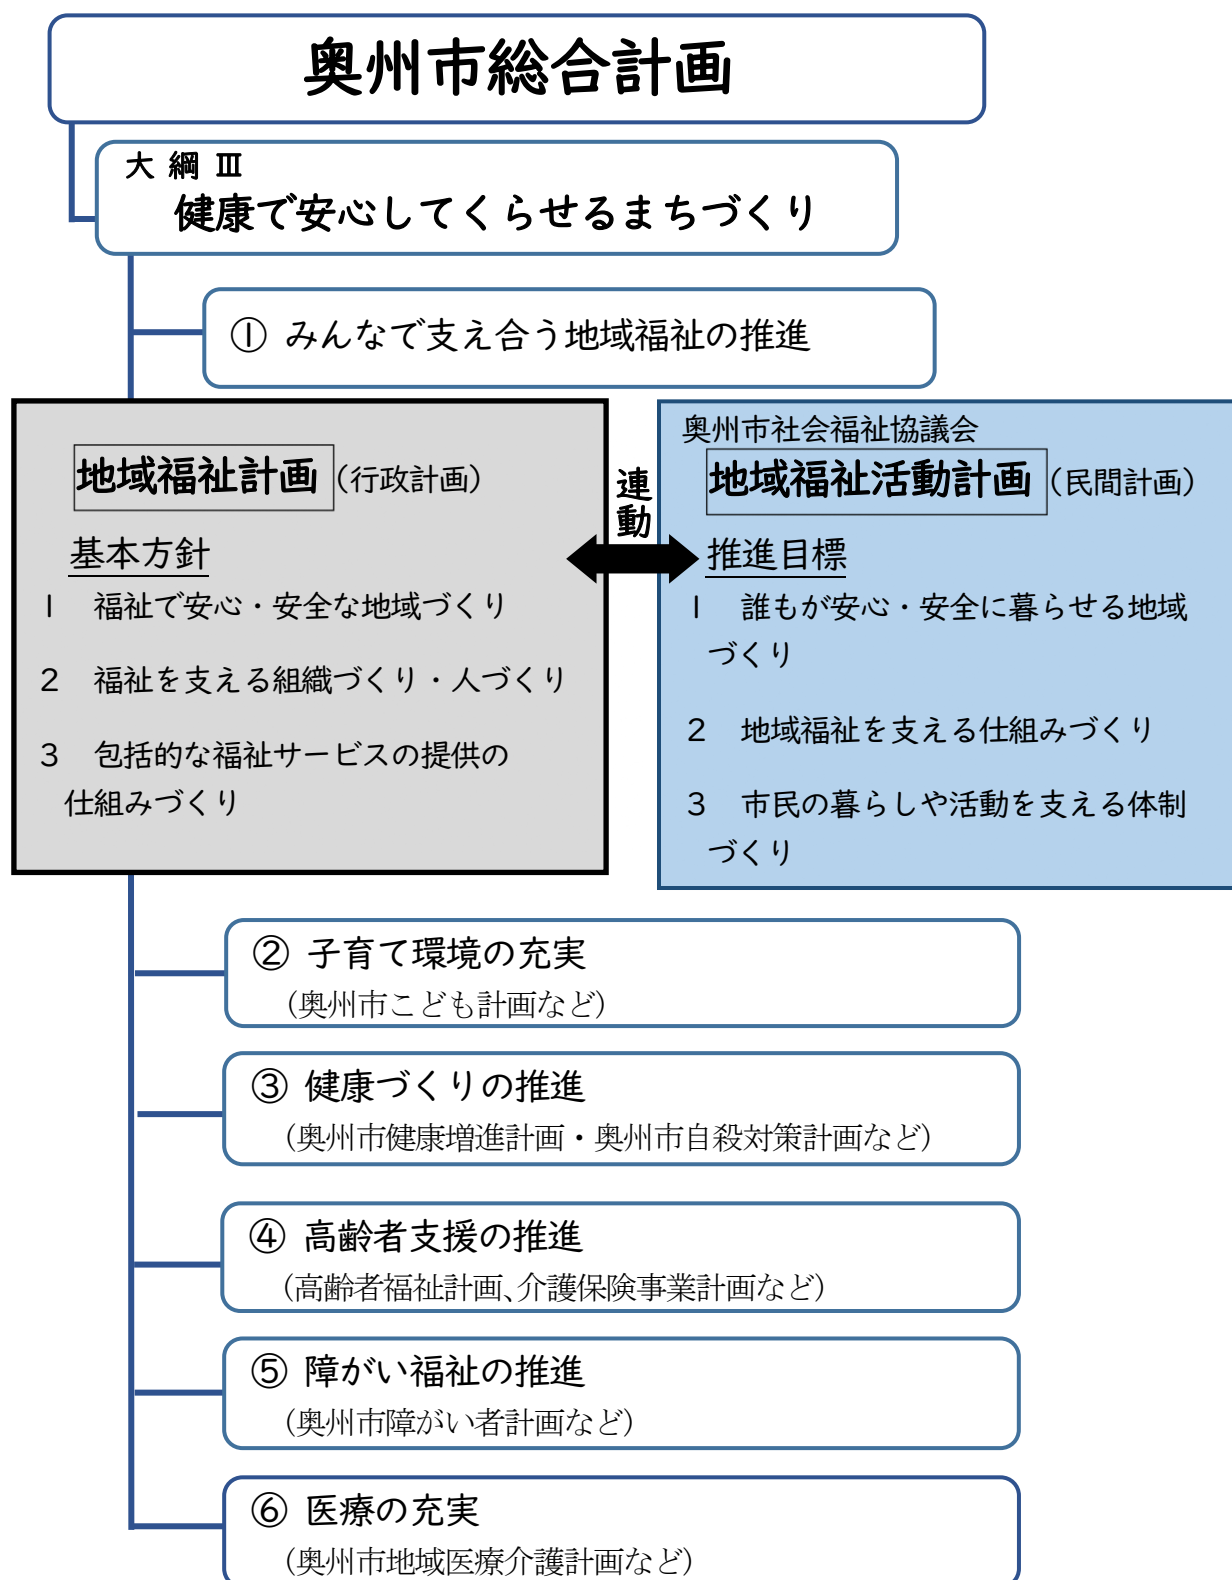 奥州市総合計画
大 綱 Ⅲ
健康で安心してくらせるまちづくり
① みんなで支え合う地域福祉の推進
地域福祉計画（行政計画）
基本方針
1　福祉で安心・安全な地域づくり
2　福祉を支える組織づくり・人づくり
3　包括的な福祉サービスの提供の
仕組みづくり
連動
奥州市社会福祉協議会
地域福祉活動計画（民間計画）
推進目標
1　誰もが安心・安全に暮らせる地域
づくり
2　地域福祉を支える仕組みづくり
3　市民の暮らしや活動を支える体制
づくり
② 子育て環境の充実
（奥州市こども計画など）
③ 健康づくりの推進
（奥州市健康増進計画・奥州市自殺対策計画など）
④ 高齢者支援の推進
（高齢者福祉計画、介護保険事業計画など）
⑤ 障がい福祉の推進
（奥州市障がい者計画など）
⑥ 医療の充実
（奥州市地域医療介護計画など）